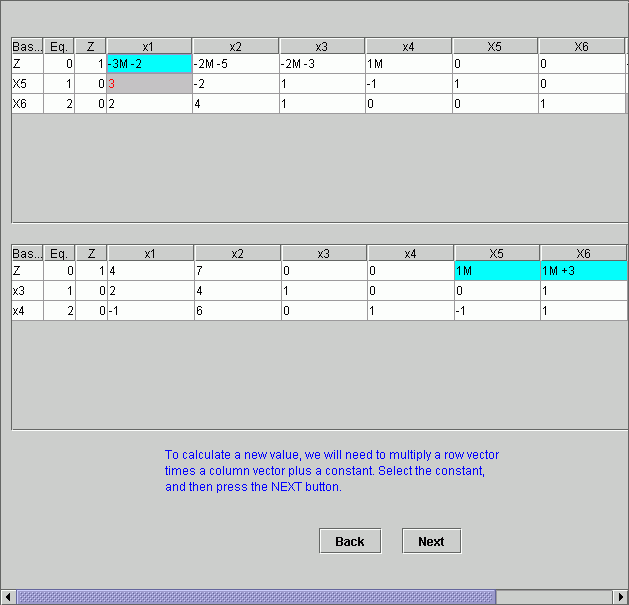 Bas... Eq. Z x1 x2 x3 x4 X5 X6
Z 0 1 -3M -2 -2M -5 -2M -3 1M 0 0 -
X5 1 0 3 -2 1 -1 1 0
X6 2 0 2 4 1 0 0 1
Bas... Eq. Z x1 x2 x3 x4 X5 X6
Z 0 1 4 7 0 0 1M 1M +3
x3 1 0 2 4 1 0 0 1
x4 2 0 -1 6 0 1 -1 1
To calculate a new value, we will need to multiply a row vector
times a column vector plus a constant. Select the constant,
and then press the NEXT button.
Back Next